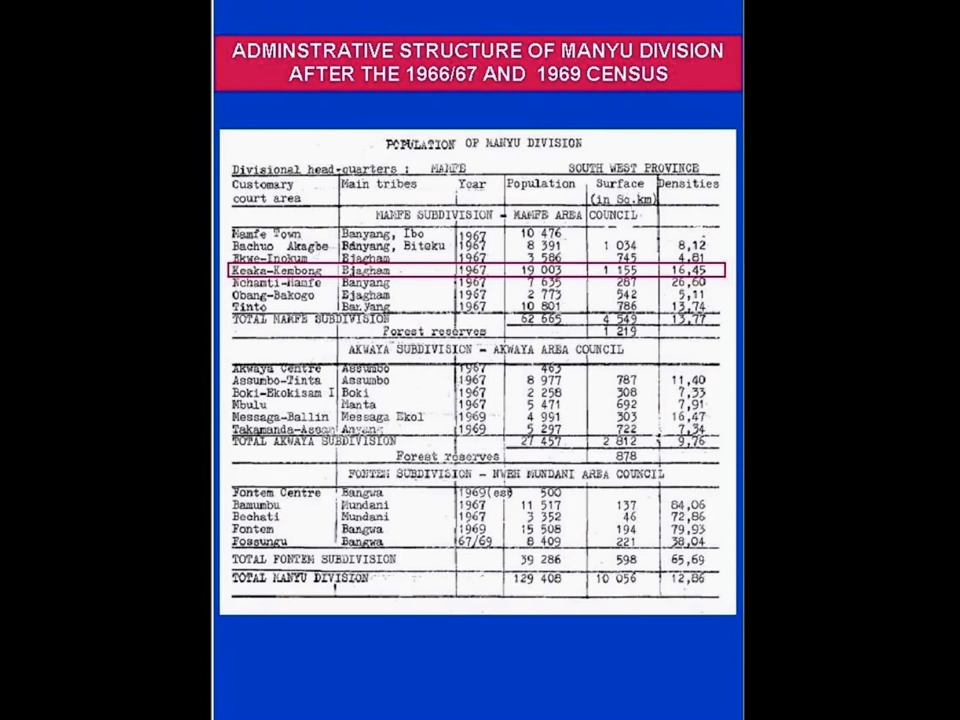 ADMINSTRATIVE STRUCTURE OF MANYU DIVISION
AFTER THE 1966/67 AND 1969 CENSUS
POPULATION OF MANYU DIVISION
Divisional head-quarters : MAMFE SOUTH WEST PROVINCE
Customary Main tribes Year Population Surface Densities
court area (in Sq.km)
MAMFE SUBDIVISION - MAMFE AREA COUNCIL
Mamfe Town Banyang, Ibo 1967 10 476
Bachuo Akagbe Banyang, Biteku 1967 8 391 1 034 8,12
Ekwe-Inokum Ejagham 1967 3 586 745 4,81
Keaka-Kembong Ejagham 1967 19 003 1 155 16,45
Nchamti-Mamfe Banyang 1967 7 635 287 26,60
Obang-Bakogo Ejagham 1967 2 773 542 5,11
Tinto Banyang 1967 10 801 786 13,74
TOTAL MAMFE SUBDIVISION 62 665 4 549 13,77
Forest reserves 1 219
AKWAYA SUBDIVISION - AKWAYA AREA COUNCIL
Akwaya Centre Assumbo 1967 463
Assumbo-Tinta Assumbo 1967 8 977 787 11,40
Boki-Ekokisam I Boki 1967 2 258 308 7,33
Mbulu Manta 1967 5 471 692 7,91
Messaga-Ballin Messaga Ekol 1969 4 991 303 16,47
Takamanda-Assam Anyang 1969 5 297 722 7,34
TOTAL AKWAYA SUBDIVISION 27 457 2 812 9,76
Forest reserves 878
FONTEM SUBDIVISION - NWEH MUNDANI AREA COUNCIL
Fontem Centre Bangwa 1969(est) 500
Bamumbu Mundani 1967 11 517 137 84,06
Bechati Mundani 1967 3 352 46 72,86
Fontem Bangwa 1969 15 508 194 79,93
Fossungu Bangwa 67/69 8 409 221 38,04
TOTAL FONTEM SUBDIVISION 39 286 598 65,69
TOTAL MANYU DIVISION 129 408 10 056 12,86